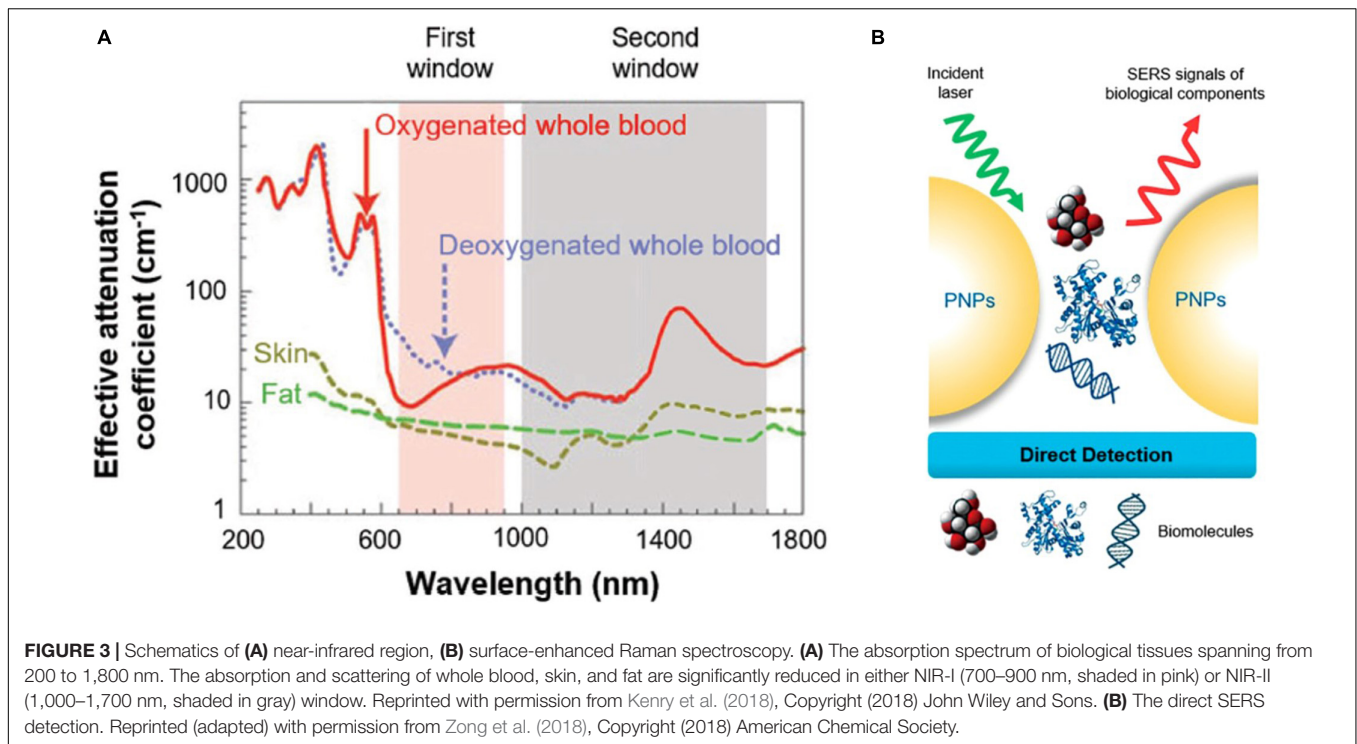 A
First
window
Second
window
Oxygenated whole blood
Deoxygenated whole blood
Skin
Fat
Effective attenuation
coefficient (cm⁻¹)
1000
100
10
1
200
600
1000
1400
1800
Wavelength (nm)
B
Incident
laser
SERS signals of
biological components
PNPs
PNPs
Direct Detection
Biomolecules
FIGURE 3 | Schematics of (A) near-infrared region, (B) surface-enhanced Raman spectroscopy. (A) The absorption spectrum of biological tissues spanning from
200 to 1,800 nm. The absorption and scattering of whole blood, skin, and fat are significantly reduced in either NIR-I (700–900 nm, shaded in pink) or NIR-II
(1,000–1,700 nm, shaded in gray) window. Reprinted with permission from Kenry et al. (2018), Copyright (2018) John Wiley and Sons. (B) The direct SERS
detection. Reprinted (adapted) with permission from Zong et al. (2018), Copyright (2018) American Chemical Society.